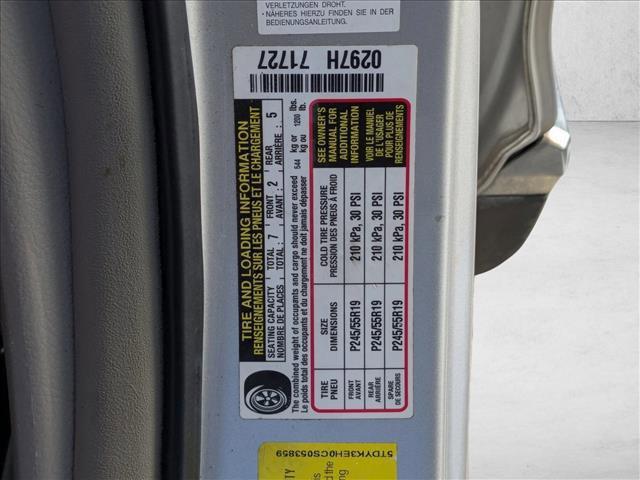 VERLETZUNGEN DROHT.
• NÄHERES HIERZU FINDEN SIE IN DER
BEDIENUNGSANLEITUNG.
0297H 71727
TIRE AND LOADING INFORMATION
RENSEIGNEMENTS SUR LES PNEUS ET LE CHARGEMENT
SEATING CAPACITY TOTAL : 7 FRONT : 2 REAR : 5
NOMBRE DE PLACES TOTAL : AVANT : ARRIÈRE :
The combined weight of occupants and cargo should never exceed 544 kg or 1200 lbs.
Le poids total des occupants et du chargement ne doit jamais dépasser kg ou lb.
TIRE SIZE COLD TIRE PRESSURE
PNEU DIMENSIONS PRESSION DES PNEUS À FROID
FRONT
AVANT P245/55R19 210 kPa, 30 PSI
REAR
ARRIÈRE P245/55R19 210 kPa, 30 PSI
SPARE
DE SECOURS P245/55R19 210 kPa, 30 PSI
SEE OWNER'S
MANUAL FOR
ADDITIONAL
INFORMATION
VOIR LE MANUEL
DE L'USAGER
POUR PLUS DE
RENSEIGNEMENTS
5TDYK3EH0CS053859